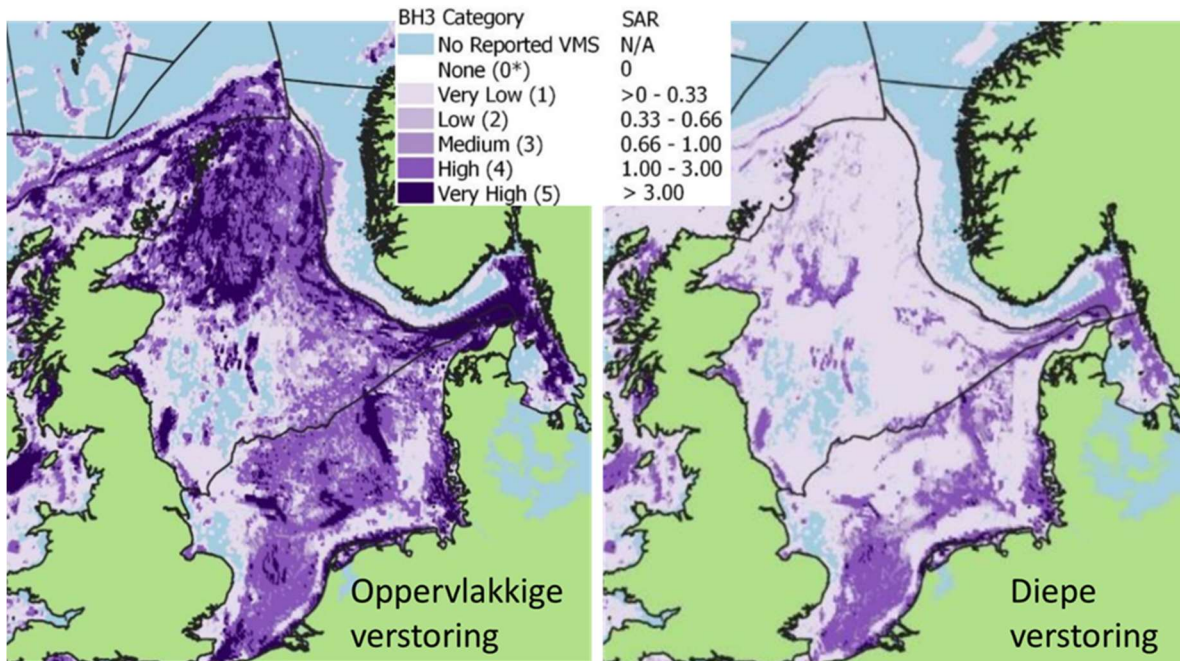 BH3 Category SAR
No Reported VMS N/A
None (0*) 0
Very Low (1) >0 - 0.33
Low (2) 0.33 - 0.66
Medium (3) 0.66 - 1.00
High (4) 1.00 - 3.00
Very High (5) > 3.00
Oppervlakkige
verstoring
Diepe
verstoring